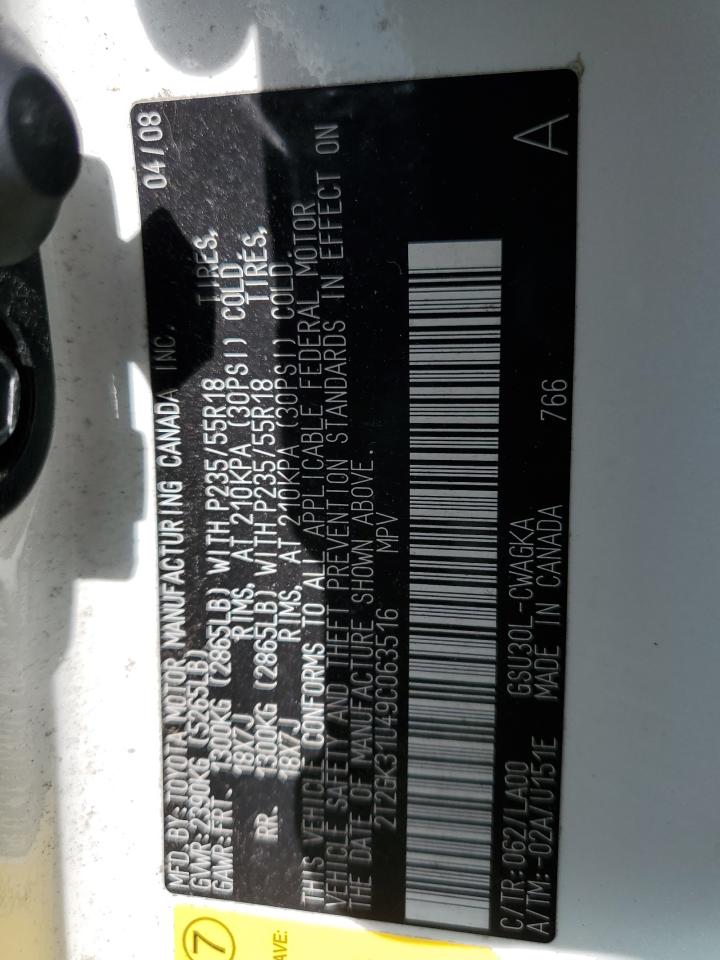 MFD.BY:TOYOTA MOTOR MANUFACTURING CANADA INC. 04/08
GVWR:2390KG (5265LB)
GAWR:FRT. 1300KG (2865LB) WITH P235/55R18 TIRES,
18X7J RIMS, AT 210KPA (30PSI) COLD.
RR. 1300KG (2865LB) WITH P235/55R18 TIRES,
18X7J RIMS, AT 210KPA (30PSI) COLD.
THIS VEHICLE CONFORMS TO ALL APPLICABLE FEDERAL MOTOR
VEHICLE SAFETY AND THEFT PREVENTION STANDARDS IN EFFECT ON
THE DATE OF MANUFACTURE SHOWN ABOVE.
2T2GK31U49C063516 MPV
C/TR:062/LA00 GSU30L-CWAGKA A
A/TM:-02A/U151E MADE IN CANADA 766
7
AVE: